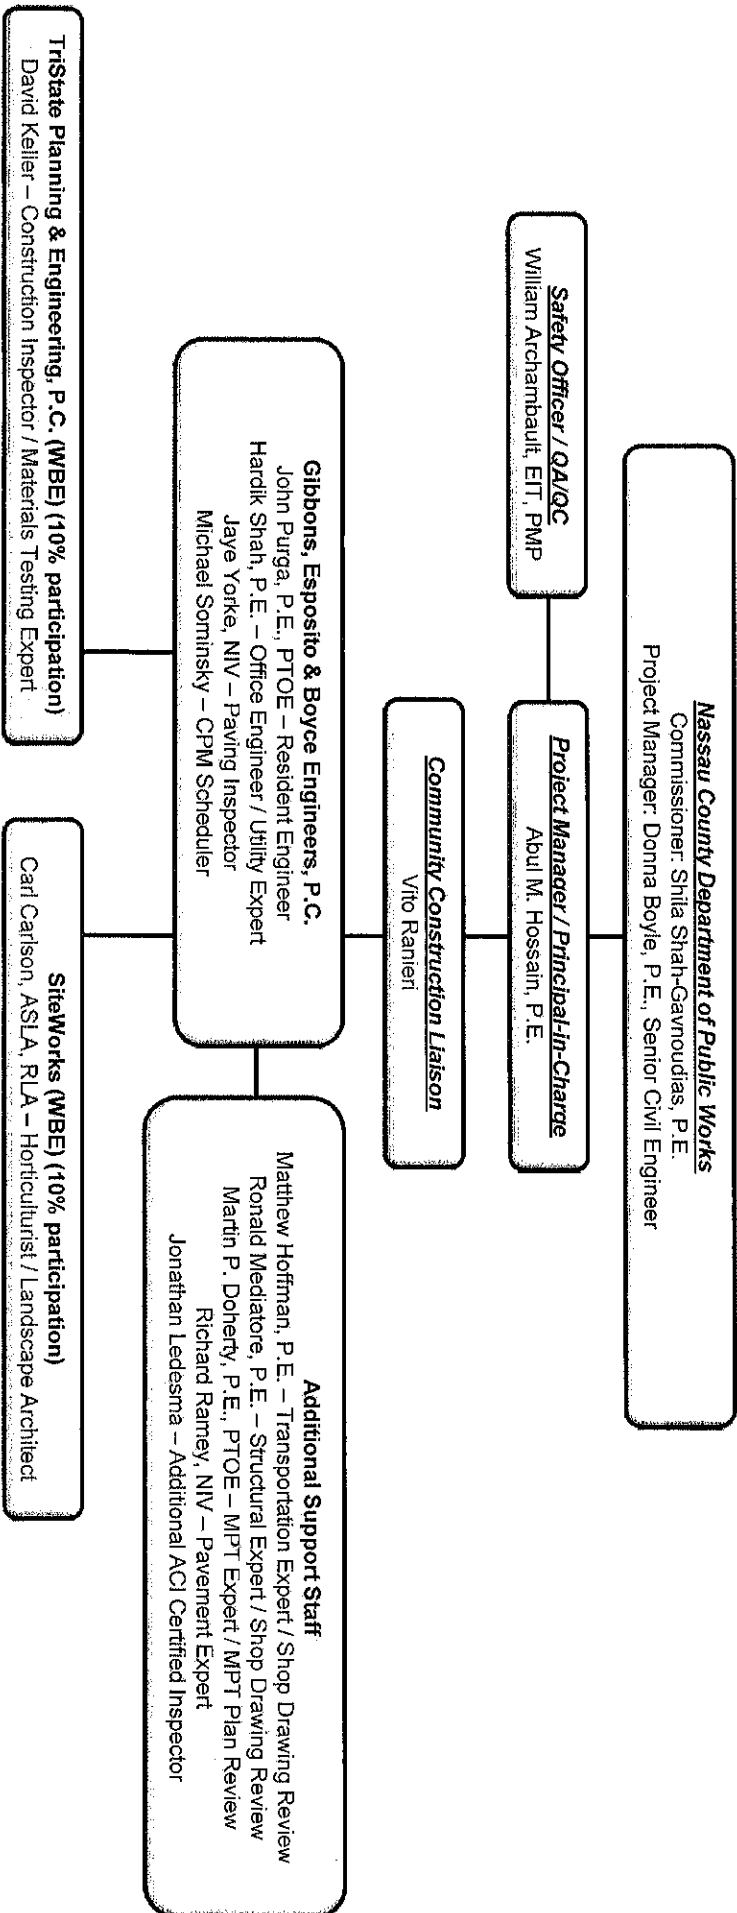 Nassau County Department of Public Works
Commissioner: Shila Shah-Gavnoudias, P.E.
Project Manager: Donna Boyle, P.E., Senior Civil Engineer
Safety Officer / QA/QC
William Archambault, EIT, PMP
Project Manager / Principal-in-Charge
Abul M. Hossain, P.E.
Community Construction Liaison
Vito Ranieri
Gibbons, Esposito & Boyce Engineers, P.C.
John Purga, P.E., PTOE – Resident Engineer
Hardik Shah, P.E. – Office Engineer / Utility Expert
Jaye Yorke, NIV – Paving Inspector
Michael Sominsky – CPM Scheduler
Additional Support Staff
Matthew Hoffman, P.E. – Transportation Expert / Shop Drawing Review
Ronald Mediatore, P.E. – Structural Expert / Shop Drawing Review
Martin P. Doherty, P.E., PTOE – MPT Expert / MPT Plan Review
Richard Ramey, NIV – Pavement Expert
Jonathan Ledesma – Additional ACI Certified Inspector
TriState Planning & Engineering, P.C. (WBE) (10% participation)
David Keller – Construction Inspector / Materials Testing Expert
SiteWorks (WBE) (10% participation)
Carl Carlson, ASLA, RLA – Horticulturist / Landscape Architect